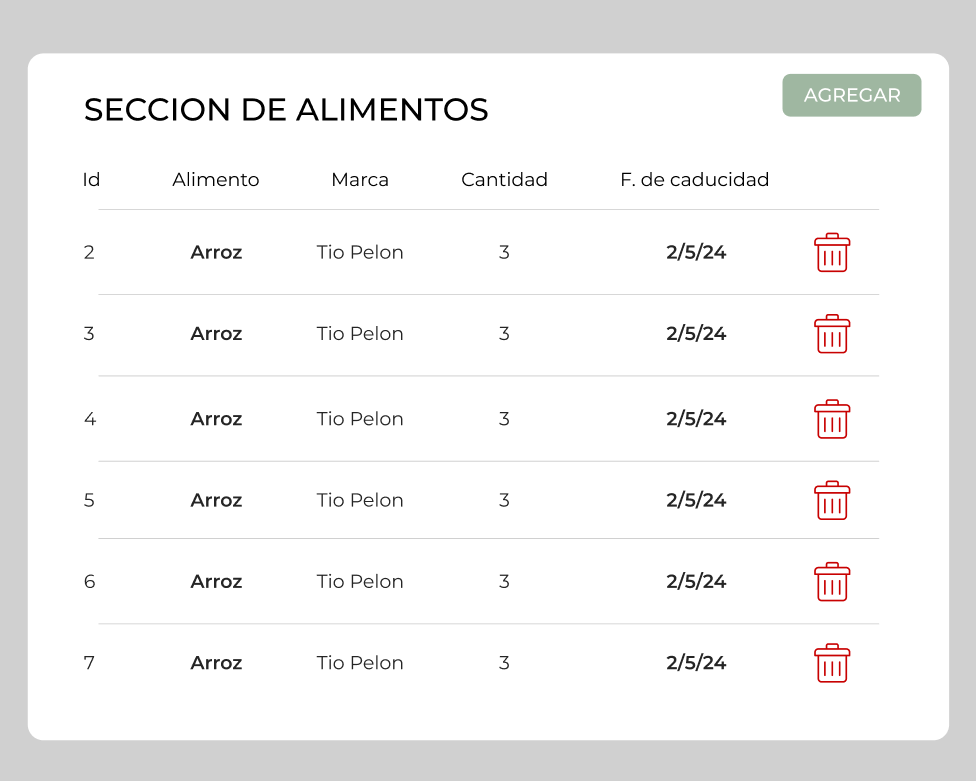 AGREGAR
SECCION DE ALIMENTOS
Id Alimento Marca Cantidad F. de caducidad
2 Arroz Tio Pelon 3 2/5/24
3 Arroz Tio Pelon 3 2/5/24
4 Arroz Tio Pelon 3 2/5/24
5 Arroz Tio Pelon 3 2/5/24
6 Arroz Tio Pelon 3 2/5/24
7 Arroz Tio Pelon 3 2/5/24